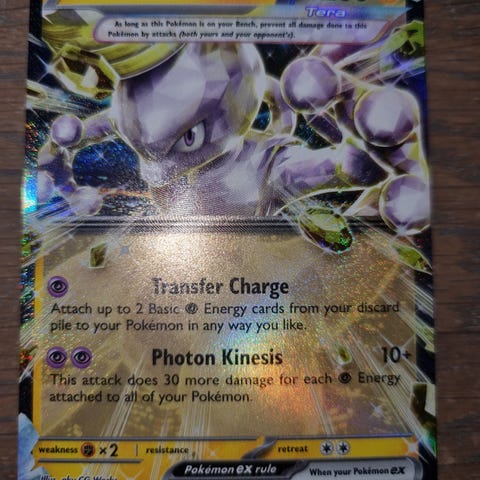 Tera
As long as this Pokémon is on your Bench, prevent all damage done to this
Pokémon by attacks (both yours and your opponent's).
Transfer Charge
Attach up to 2 Basic Energy cards from your discard
pile to your Pokémon in any way you like.
Photon Kinesis 10+
This attack does 30 more damage for each Energy
attached to all of your Pokémon.
weakness ×2 resistance retreat
Pokémon ex rule When your Pokémon ex